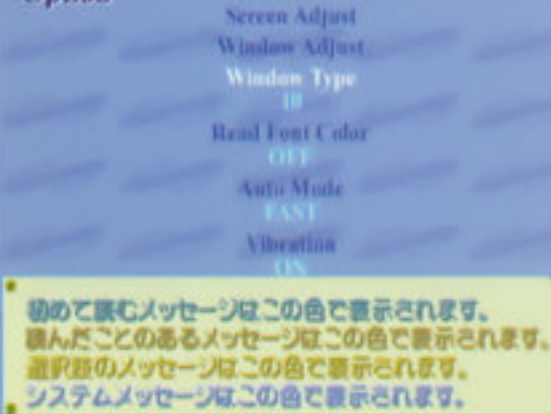 Option
Screen Adjust
Window Adjust
Window Type
10
Read Font Color
OFF
Auto Mode
FAST
Vibration
ON
初めて読むメッセージはこの色で表示されます。
読んだことのあるメッセージはこの色で表示されます。
選択肢のメッセージはこの色で表示されます。
システムメッセージはこの色で表示されます。